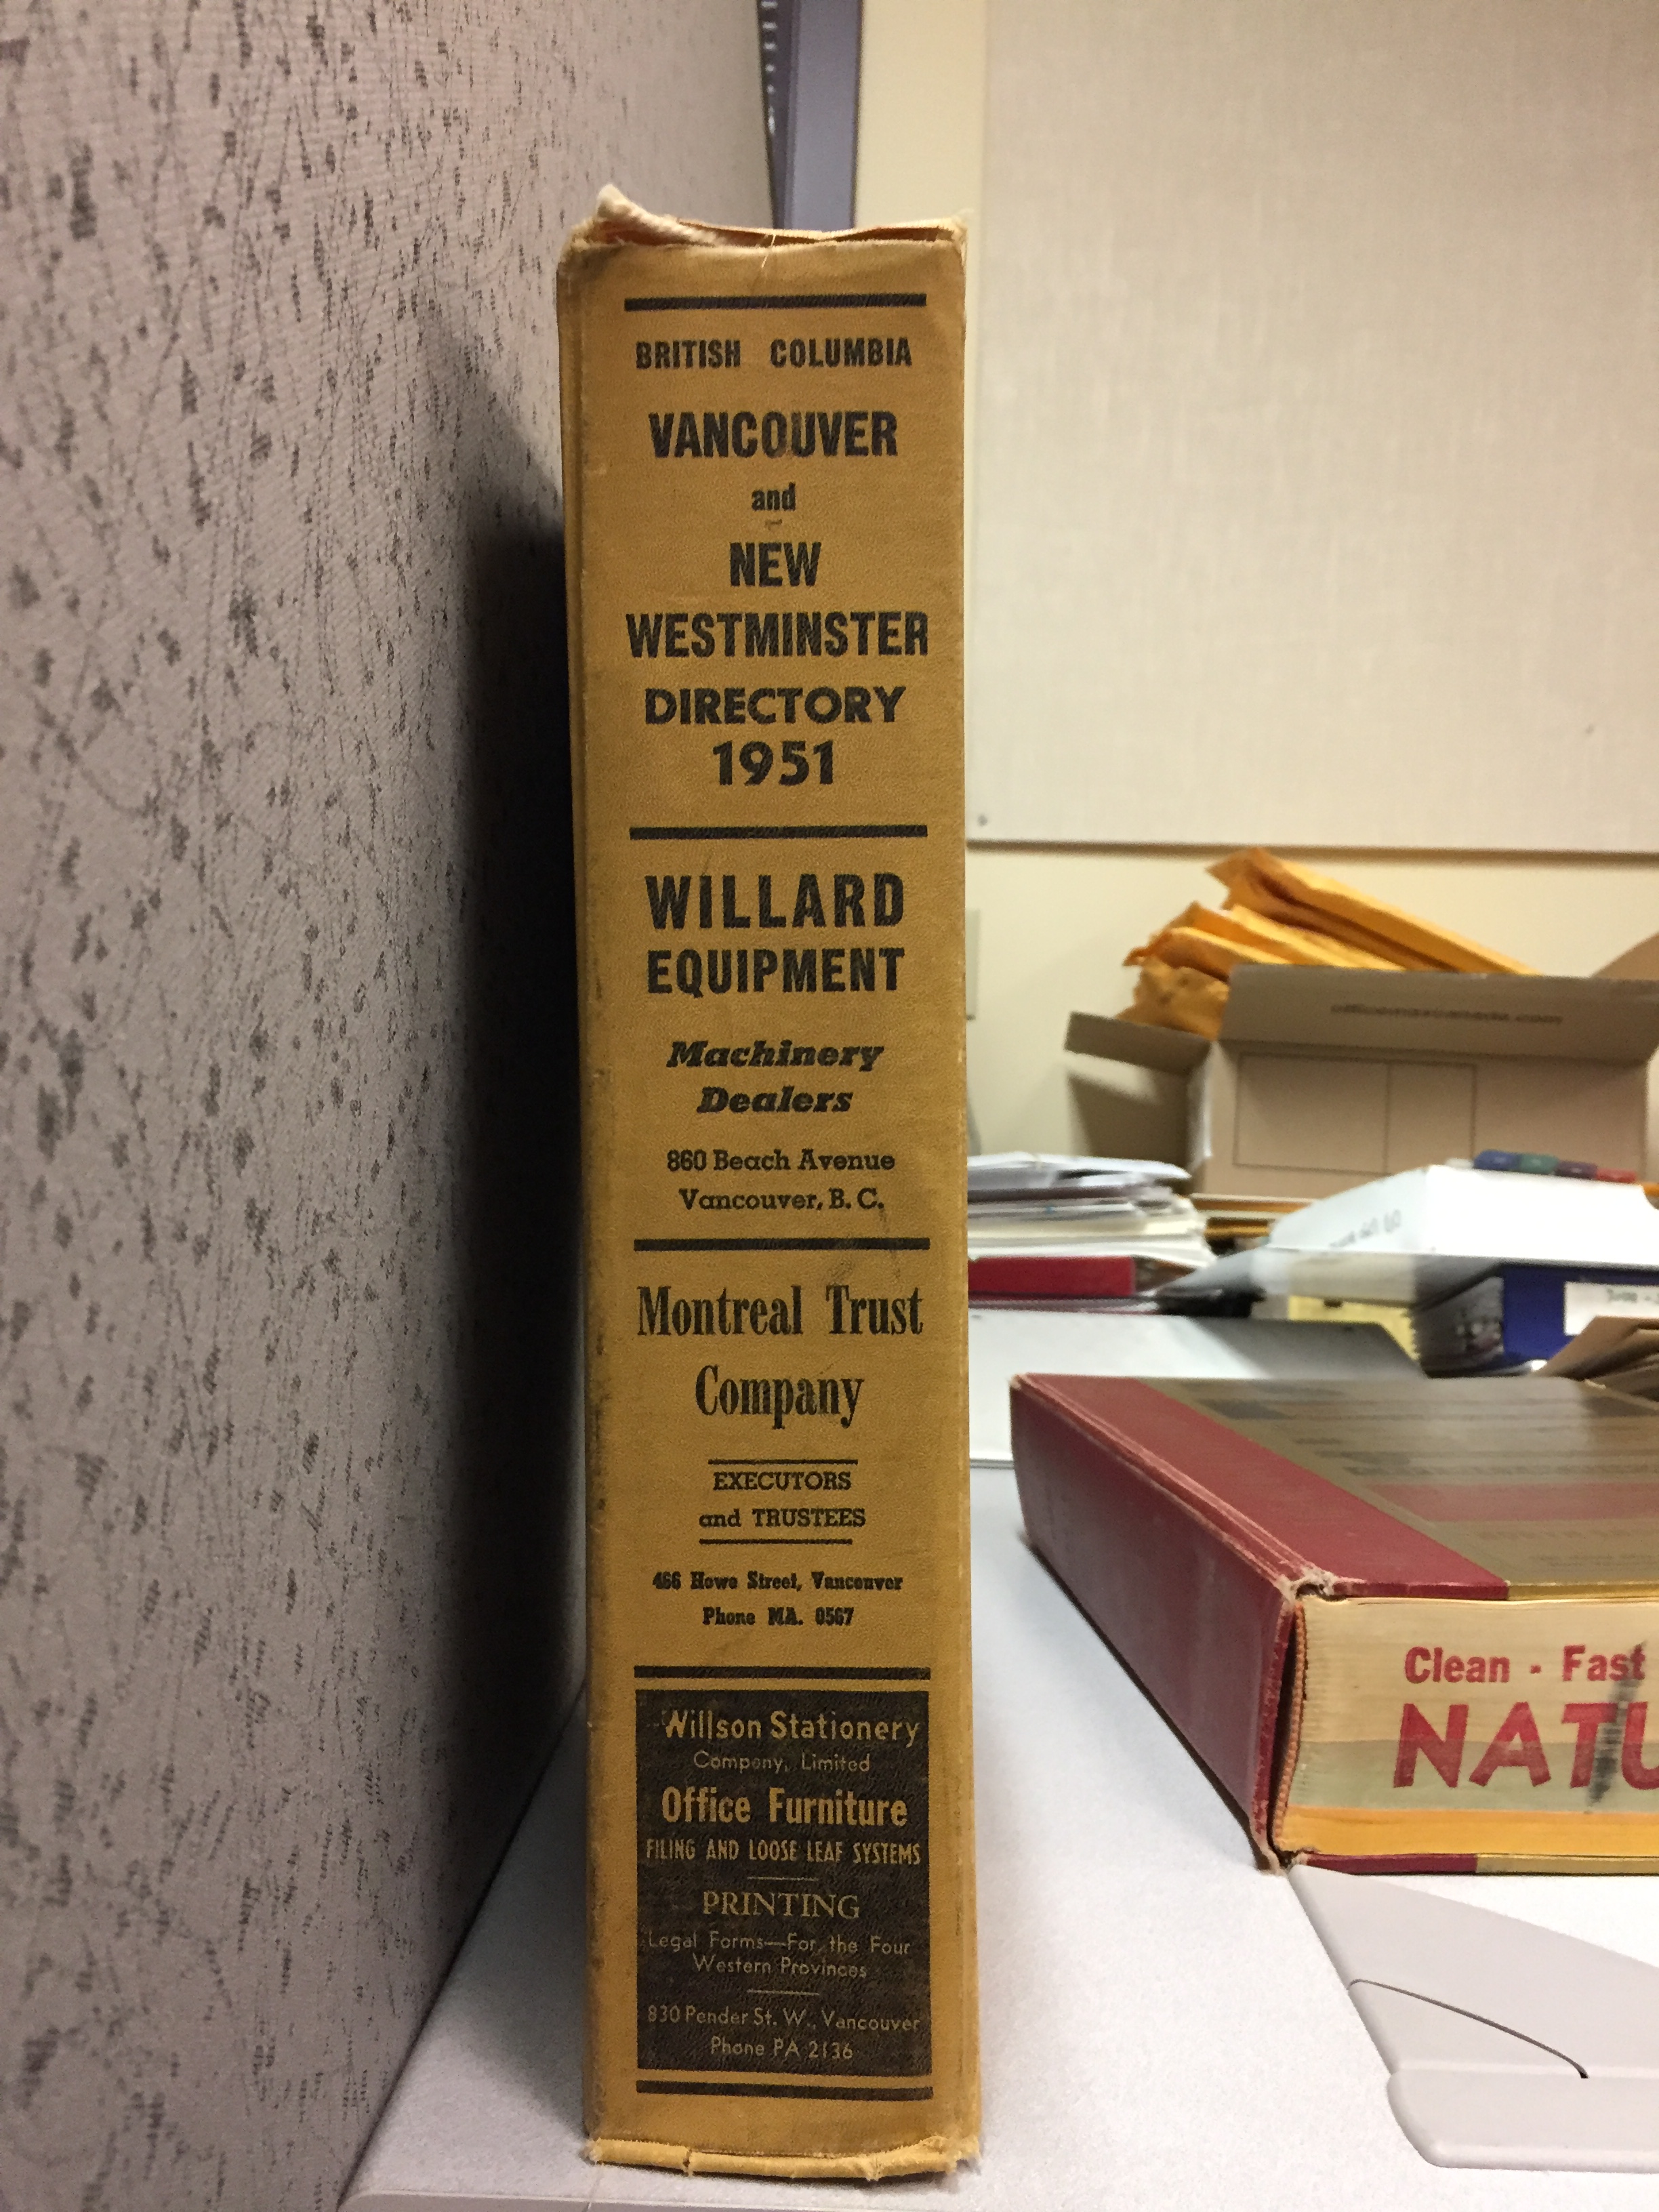 BRITISH COLUMBIA
VANCOUVER
and
NEW
WESTMINSTER
DIRECTORY
1951
WILLARD
EQUIPMENT
Machinery
Dealers
860 Beach Avenue
Vancouver, B. C.
Montreal Trust
Company
EXECUTORS
and TRUSTEES
466 Howe Street, Vancouver
Phone MA. 0567
Willson Stationery
Company, Limited
Office Furniture
FILING AND LOOSE LEAF SYSTEMS
PRINTING
Legal Forms—For the Four
Western Provinces
830 Pender St. W., Vancouver
Phone PA 2136
officemaxcanada.com
Clean - Fast
NATU